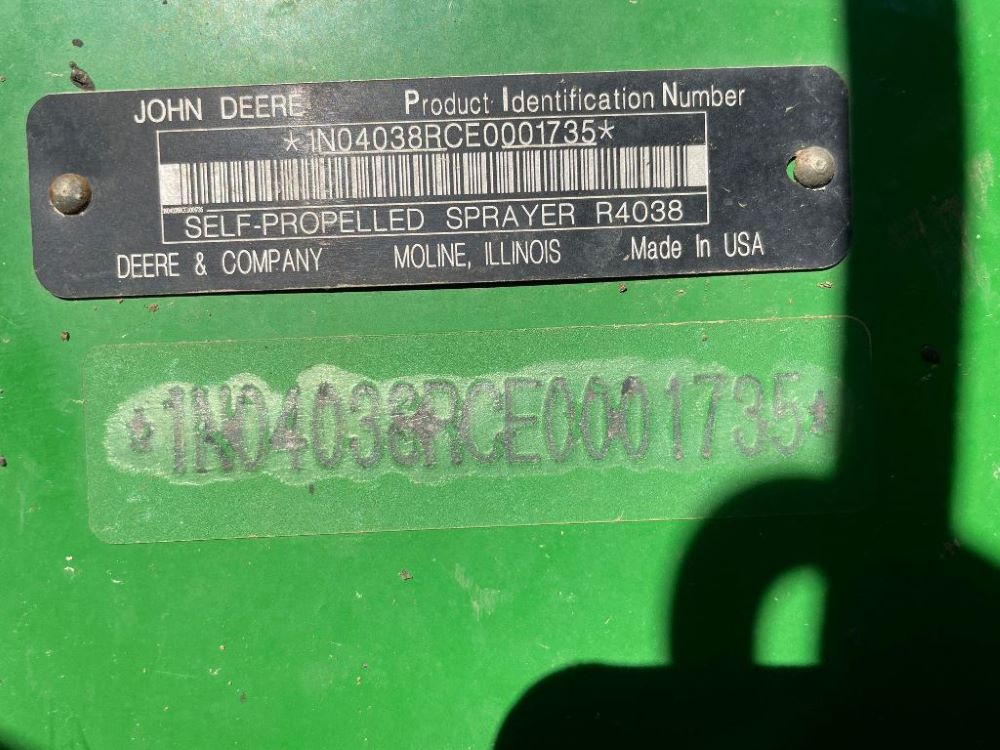 JOHN DEERE Product Identification Number
*1N04038RCE0001735*
SELF-PROPELLED SPRAYER R4038
DEERE & COMPANY MOLINE, ILLINOIS Made In USA
*1N04038RCE0001735*